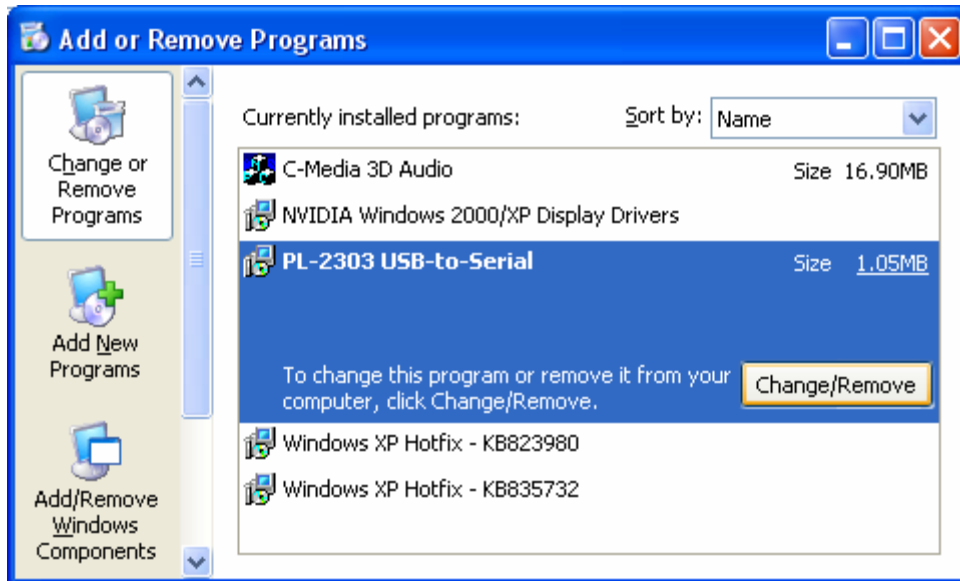 Add or Remove Programs
Change or
Remove
Programs
Add New
Programs
Add/Remove
Windows
Components
Currently installed programs:
Sort by: Name
C-Media 3D Audio Size 16.90MB
NVIDIA Windows 2000/XP Display Drivers
PL-2303 USB-to-Serial Size 1.05MB
To change this program or remove it from your
computer, click Change/Remove.
Change/Remove
Windows XP Hotfix - KB823980
Windows XP Hotfix - KB835732